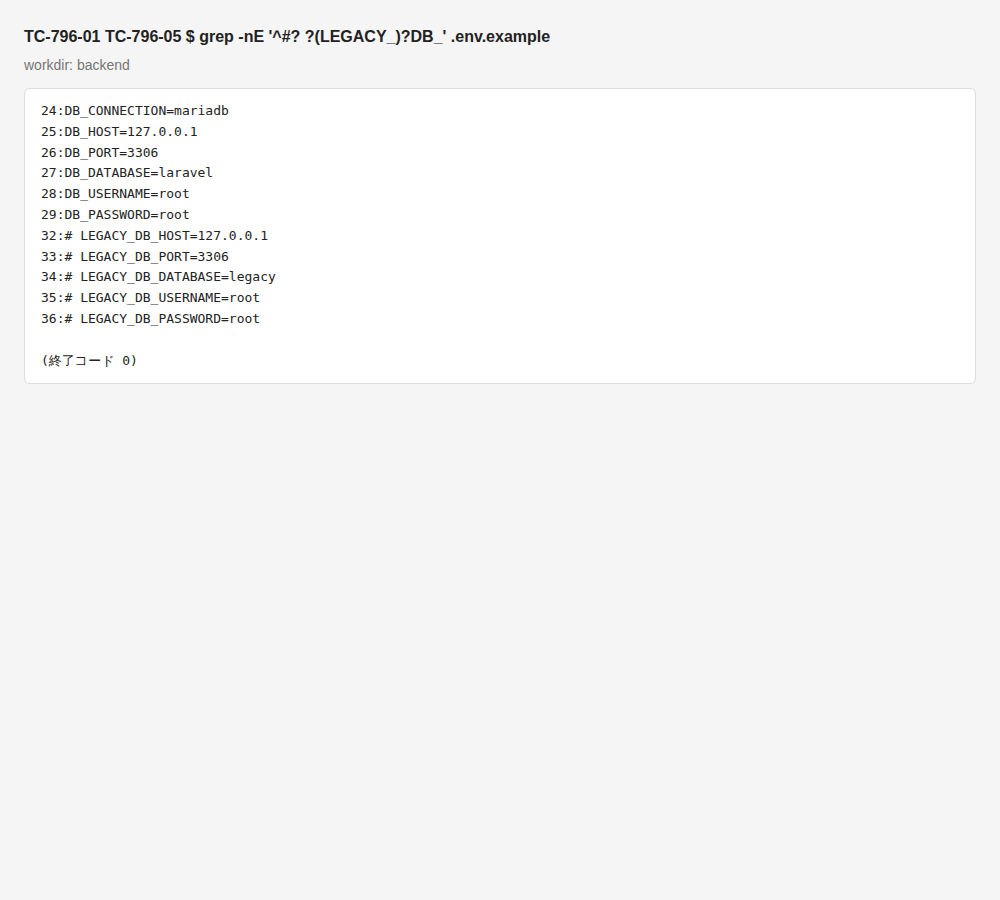 TC-796-01 TC-796-05 $ grep -nE '^#? ?(LEGACY_)?DB_' .env.example
workdir: backend
24:DB_CONNECTION=mariadb
25:DB_HOST=127.0.0.1
26:DB_PORT=3306
27:DB_DATABASE=laravel
28:DB_USERNAME=root
29:DB_PASSWORD=root
32:# LEGACY_DB_HOST=127.0.0.1
33:# LEGACY_DB_PORT=3306
34:# LEGACY_DB_DATABASE=legacy
35:# LEGACY_DB_USERNAME=root
36:# LEGACY_DB_PASSWORD=root
(終了コード 0)